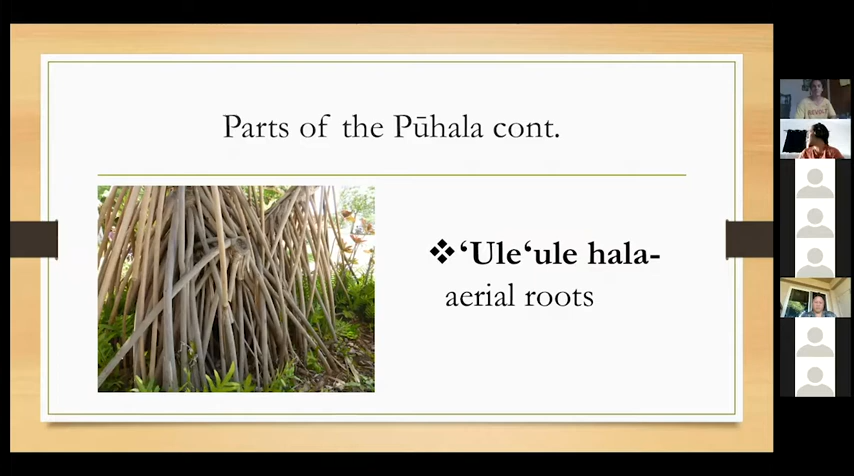 Parts of the Pūhala cont.
❖ʻUleʻule hala-
aerial roots